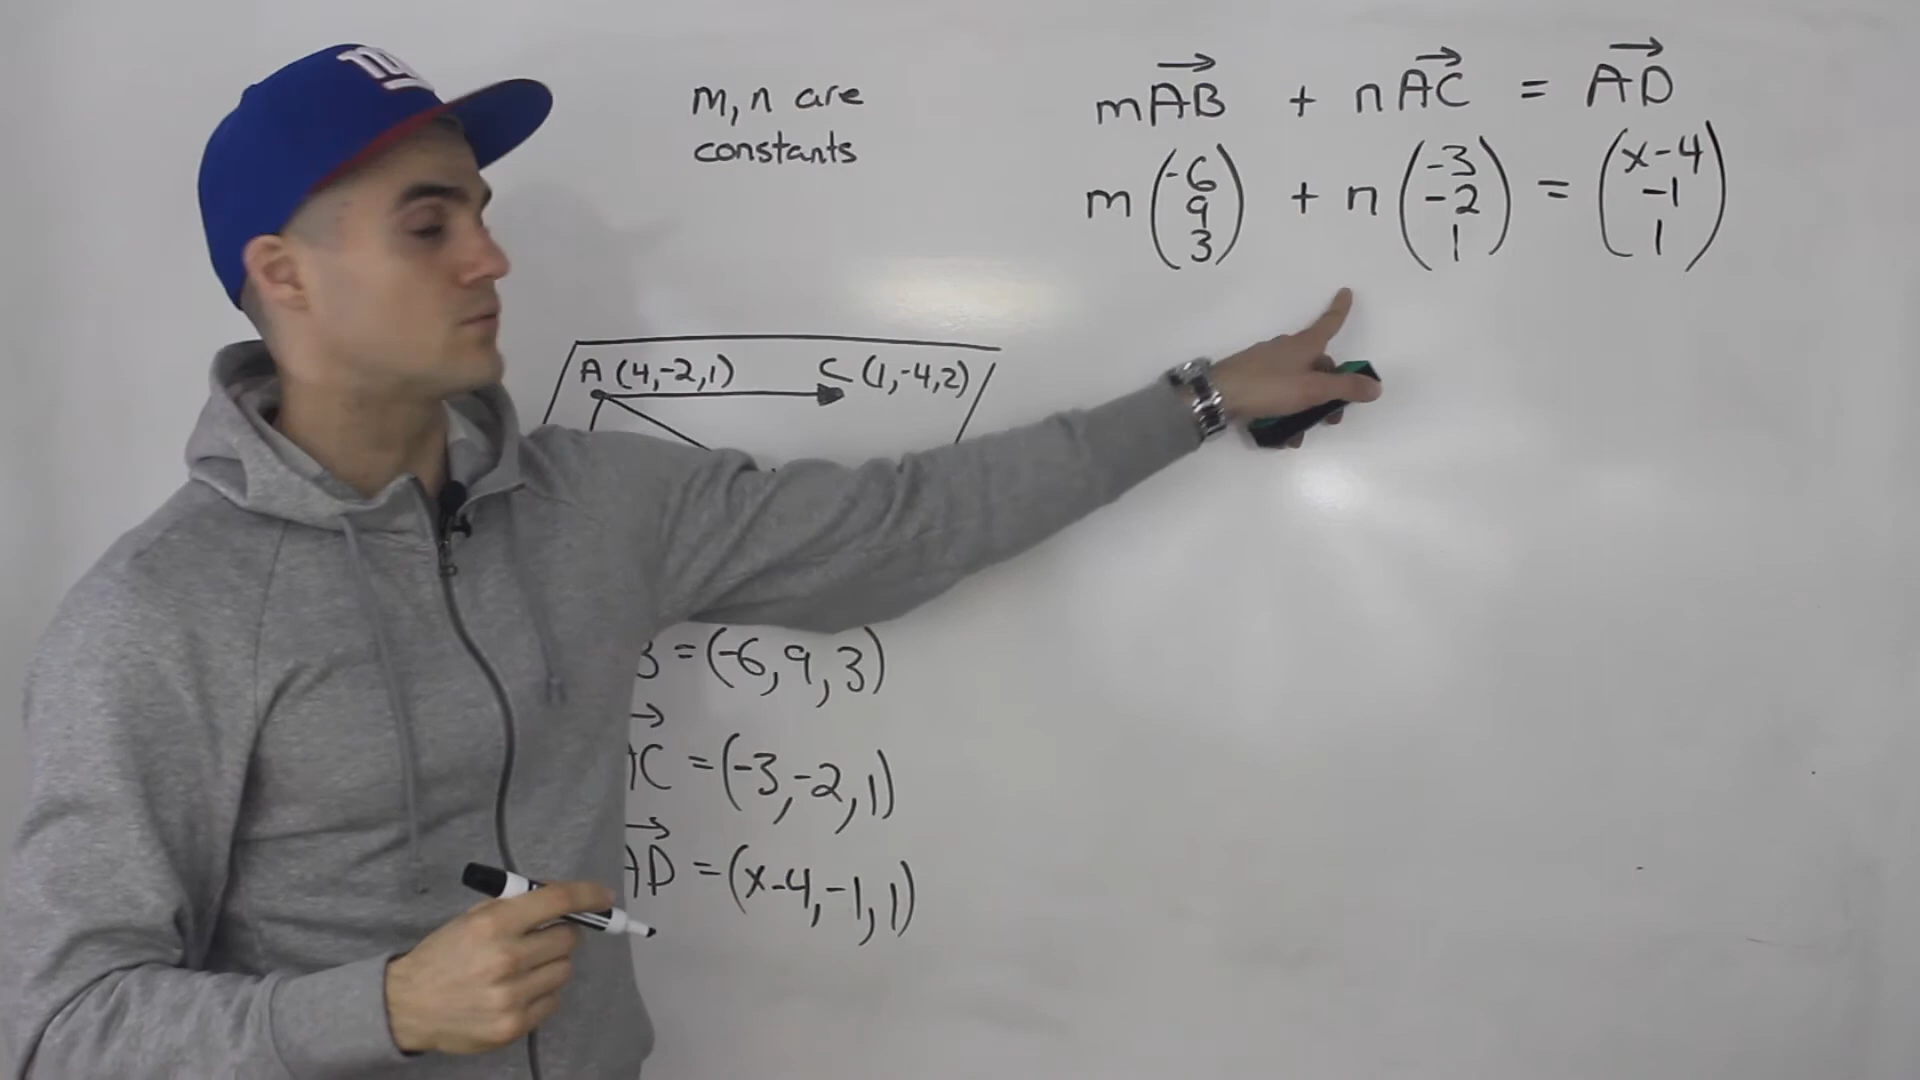 m, n are
constants
mAB + nAC = AD
m(-6 9 3) + n(-3 -2 1) = (x-4 -1 1)
A (4,-2,1) C (1,-4,2)
= (-6, 9, 3)
AC = (-3, -2, 1)
AD = (x-4, -1, 1)
ny